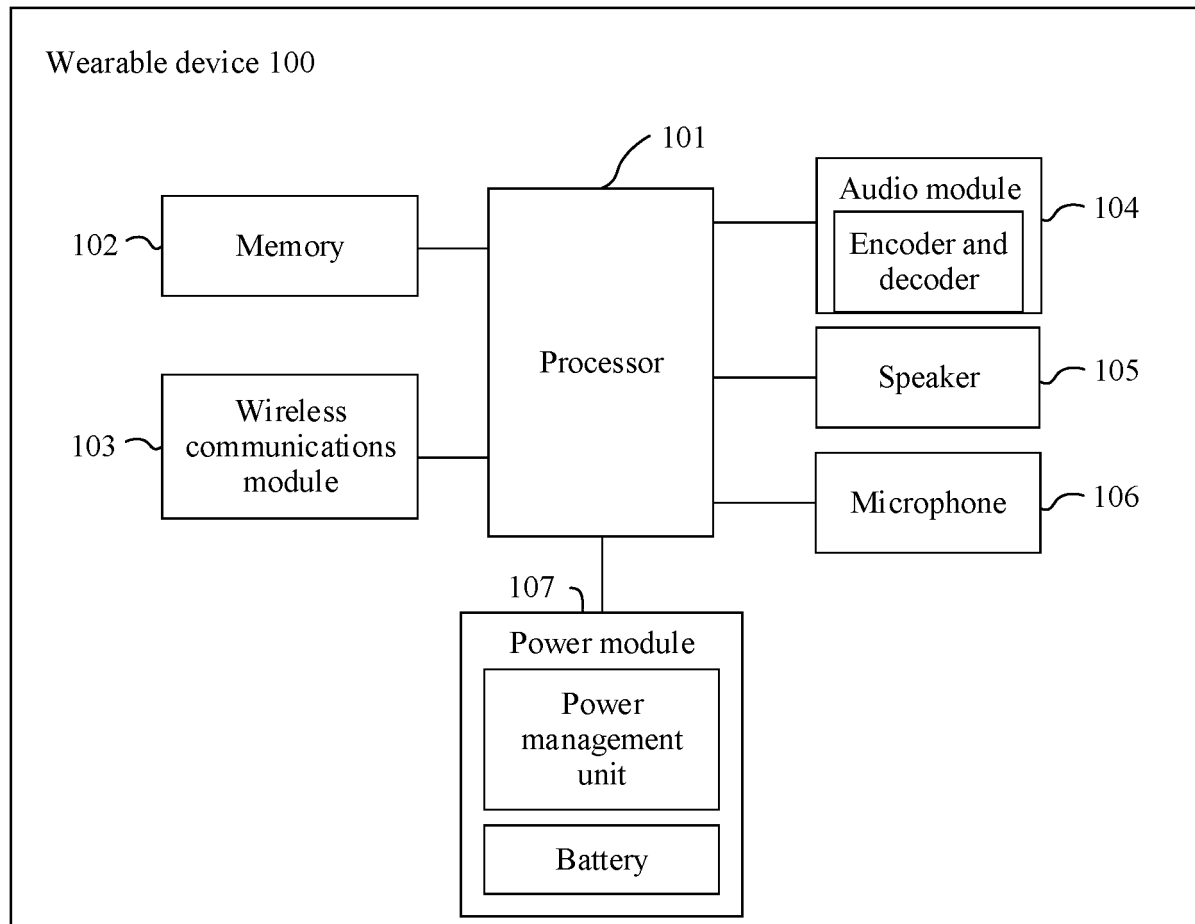 Wearable device 100
101
102
Memory
Processor
Audio module
Encoder and
decoder
104
103
Wireless
communications
module
Speaker
105
Microphone
106
107
Power module
Power
management
unit
Battery